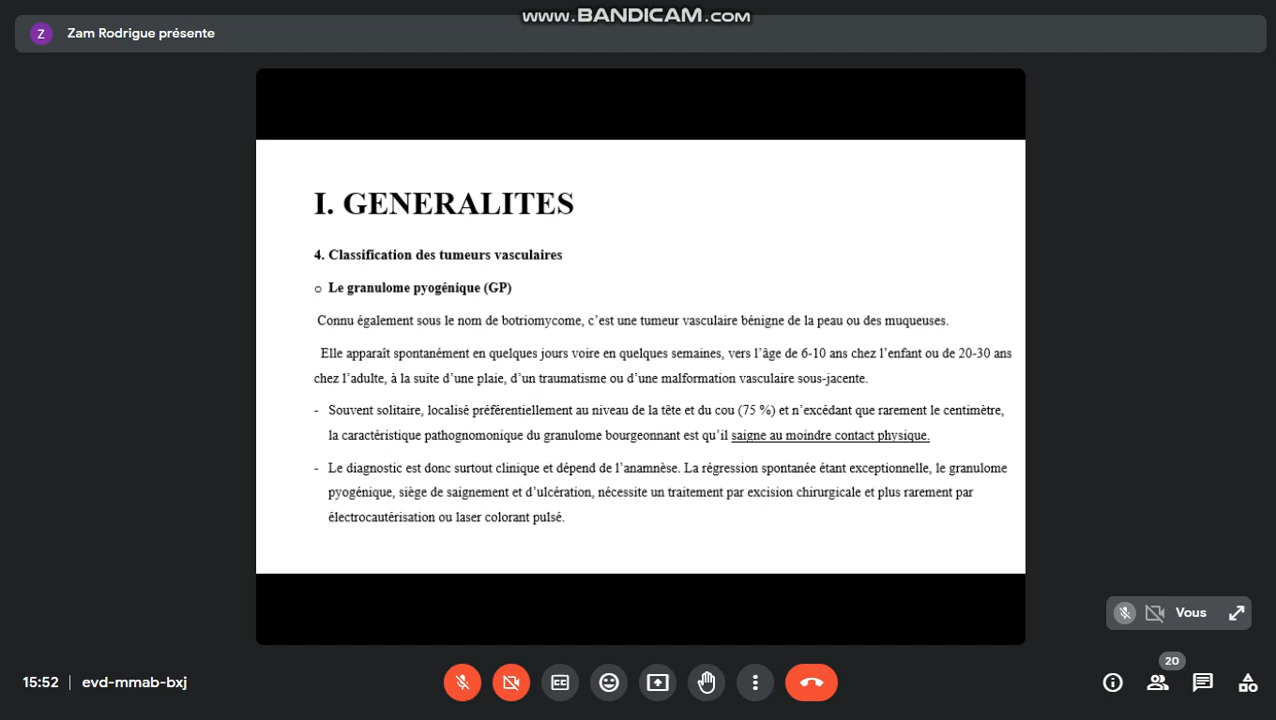 www.BANDICAM.com
Z
Zam Rodrigue présente
I. GENERALITES
4. Classification des tumeurs vasculaires
o Le granulome pyogénique (GP)
Connu également sous le nom de botriomycome, c’est une tumeur vasculaire bénigne de la peau ou des muqueuses.
Elle apparaît spontanément en quelques jours voire en quelques semaines, vers l’âge de 6-10 ans chez l’enfant ou de 20-30 ans
chez l’adulte, à la suite d’une plaie, d’un traumatisme ou d’une malformation vasculaire sous-jacente.
- Souvent solitaire, localisé préférentiellement au niveau de la tête et du cou (75 %) et n’excédant que rarement le centimètre,
la caractéristique pathognomonique du granulome bourgeonnant est qu’il saigne au moindre contact physique.
- Le diagnostic est donc surtout clinique et dépend de l’anamnèse. La régression spontanée étant exceptionnelle, le granulome
pyogénique, siège de saignement et d’ulcération, nécessite un traitement par excision chirurgicale et plus rarement par
électrocautérisation ou laser colorant pulsé.
Vous
20
15:52 | evd-mmab-bxj
CC